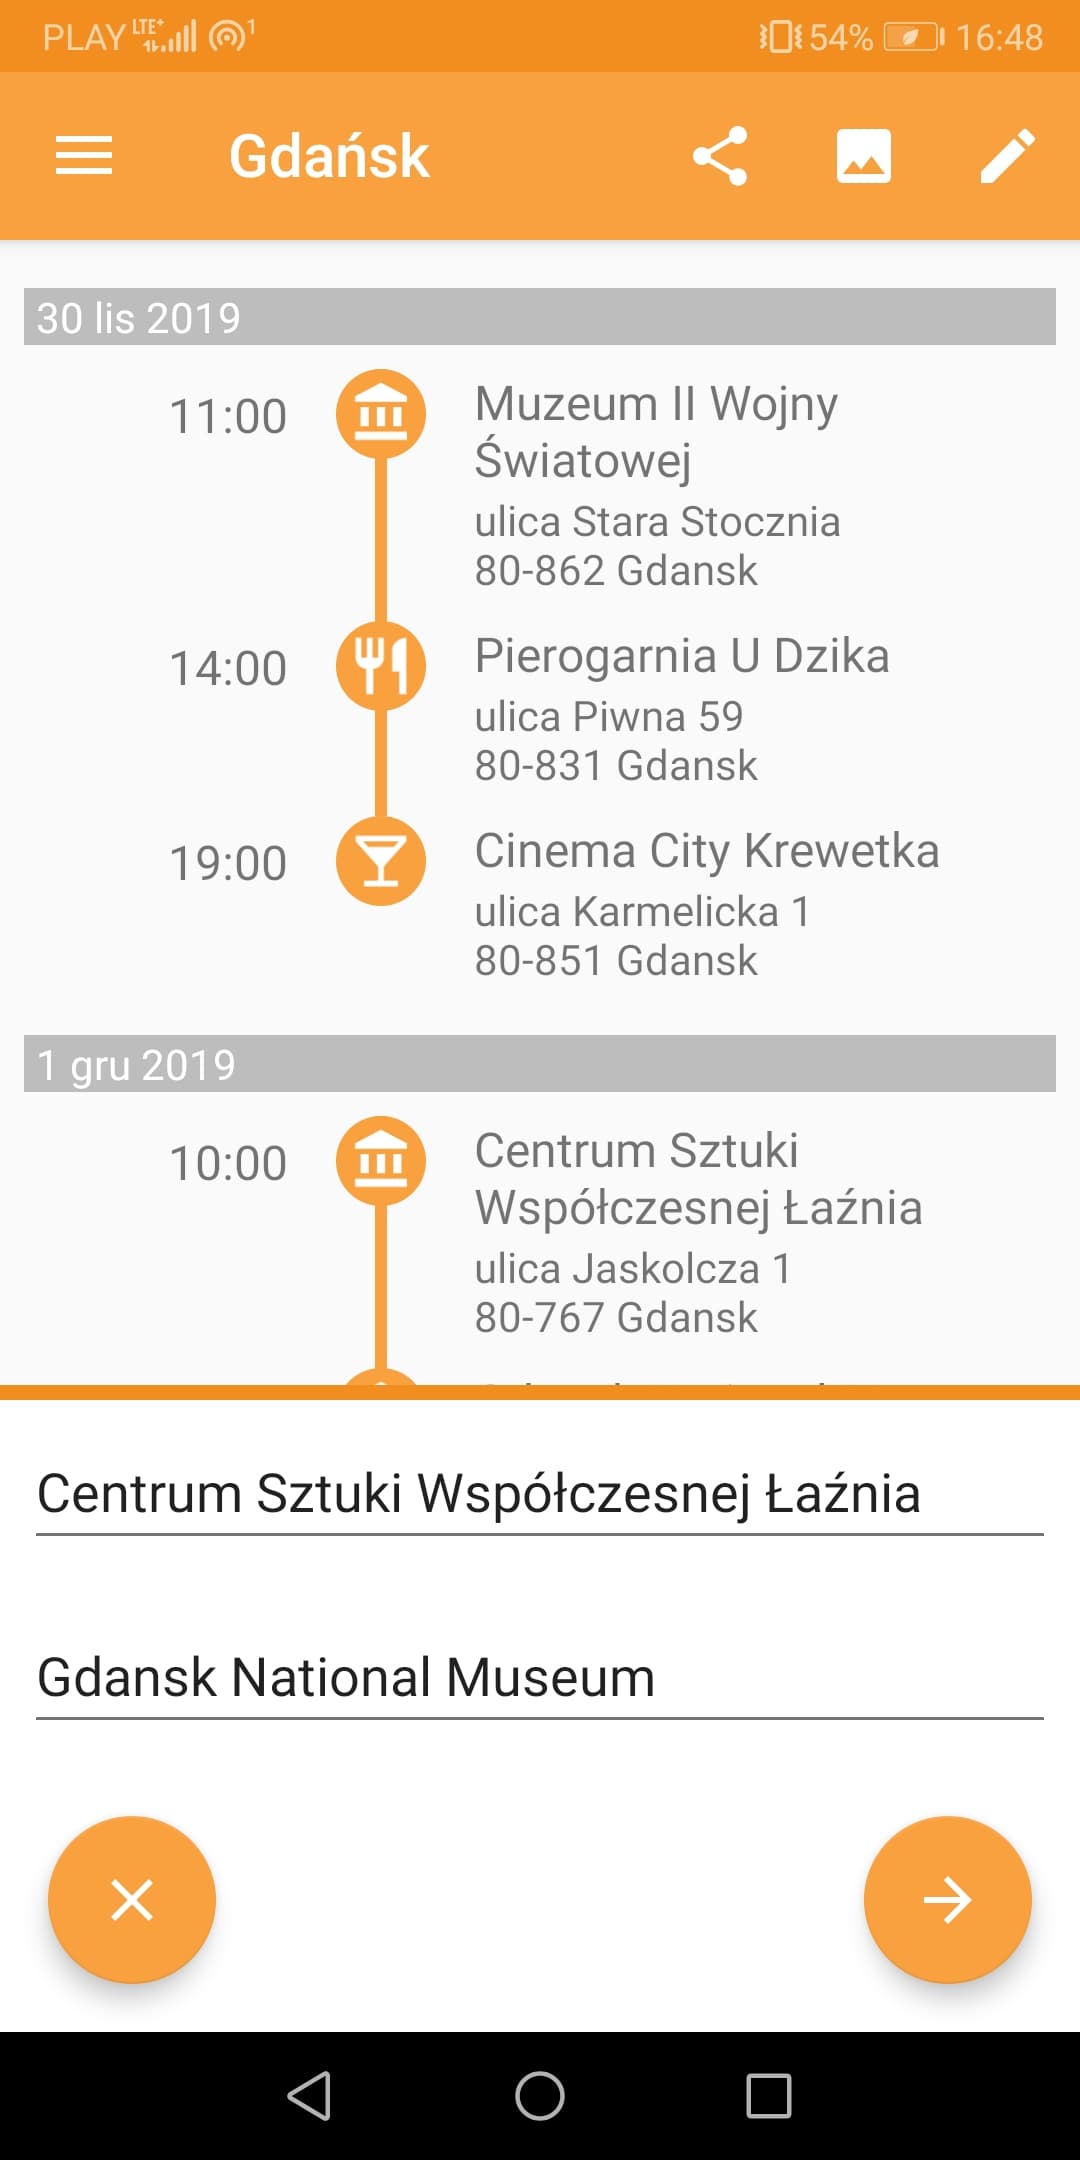 PLAY LTE+ 1 54% 16:48
Gdańsk
30 lis 2019
11:00
Muzeum II Wojny
Światowej
ulica Stara Stocznia
80-862 Gdansk
14:00
Pierogarnia U Dzika
ulica Piwna 59
80-831 Gdansk
19:00
Cinema City Krewetka
ulica Karmelicka 1
80-851 Gdansk
1 gru 2019
10:00
Centrum Sztuki
Współczesnej Łaźnia
ulica Jaskolcza 1
80-767 Gdansk
Centrum Sztuki Współczesnej Łaźnia
Gdansk National Museum